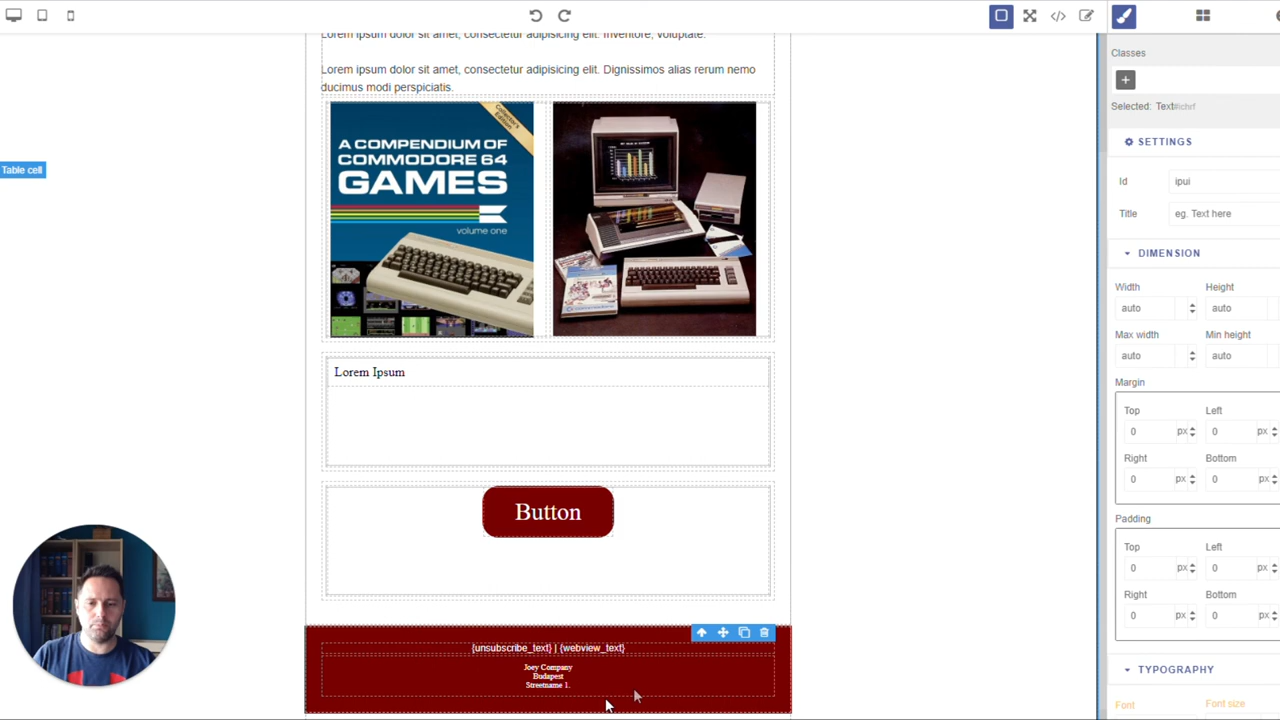 Lorem ipsum dolor sit amet, consectetur adipisicing elit. Inventore, voluptate.
Lorem ipsum dolor sit amet, consectetur adipisicing elit. Dignissimos alias rerum nemo
ducimus modi perspiciatis.
Collector's
Edition
A COMPENDIUM OF
COMMODORE 64
GAMES
volume one
Table cell
Lorem Ipsum
Button
{unsubscribe_text} | {webview_text}
Joey Company
Budapest
Streetname 1.
Classes
+
Selected: Text#ichrf
SETTINGS
Id ipui
Title eg. Text here
DIMENSION
Width Height
auto auto
Max width Min height
auto auto
Margin
Top Left
0 px 0 px
Right Bottom
0 px 0 px
Padding
Top Left
0 px 0 px
Right Bottom
0 px 0 px
TYPOGRAPHY
Font Font size